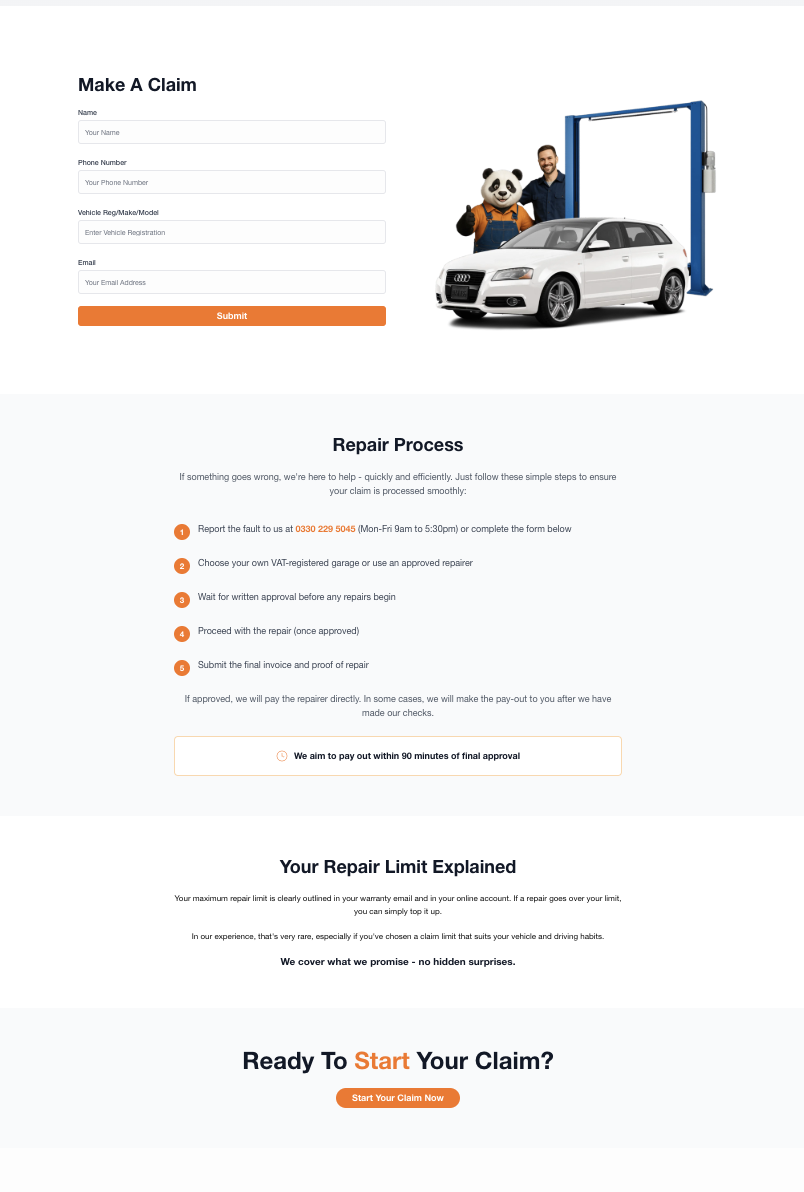 Make A Claim
Name
Your Name
Phone Number
Your Phone Number
Vehicle Reg/Make/Model
Enter Vehicle Registration
Email
Your Email Address
Submit
Repair Process
If something goes wrong, we're here to help - quickly and efficiently. Just follow these simple steps to ensure
your claim is processed smoothly:
1 Report the fault to us at 0330 229 5045 (Mon-Fri 9am to 5:30pm) or complete the form below
2 Choose your own VAT-registered garage or use an approved repairer
3 Wait for written approval before any repairs begin
4 Proceed with the repair (once approved)
5 Submit the final invoice and proof of repair
If approved, we will pay the repairer directly. In some cases, we will make the pay-out to you after we have
made our checks.
We aim to pay out within 90 minutes of final approval
Your Repair Limit Explained
Your maximum repair limit is clearly outlined in your warranty email and in your online account. If a repair goes over your limit,
you can simply top it up.
In our experience, that's very rare, especially if you've chosen a claim limit that suits your vehicle and driving habits.
We cover what we promise - no hidden surprises.
Ready To Start Your Claim?
Start Your Claim Now